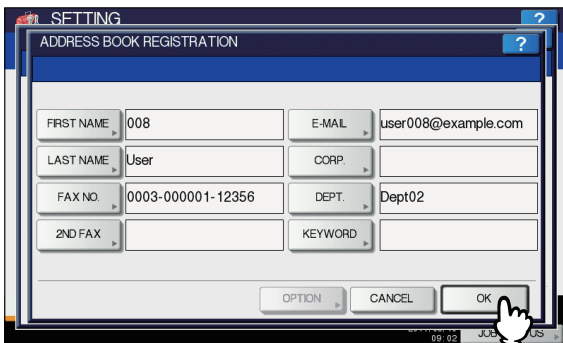 SETTING ?
ADDRESS BOOK REGISTRATION ?
FIRST NAME 008 E-MAIL user008@example.com
LAST NAME User CORP.
FAX NO. 0003-000001-12356 DEPT. Dept02
2ND FAX KEYWORD
OPTION CANCEL OK
09:02